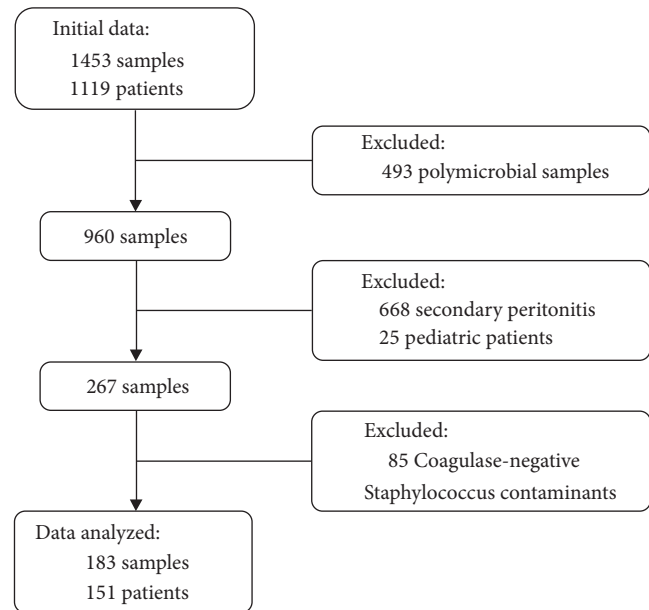 Initial data:
1453 samples
1119 patients
Excluded:
493 polymicrobial samples
960 samples
Excluded:
668 secondary peritonitis
25 pediatric patients
267 samples
Excluded:
85 Coagulase-negative
Staphylococcus contaminants
Data analyzed:
183 samples
151 patients